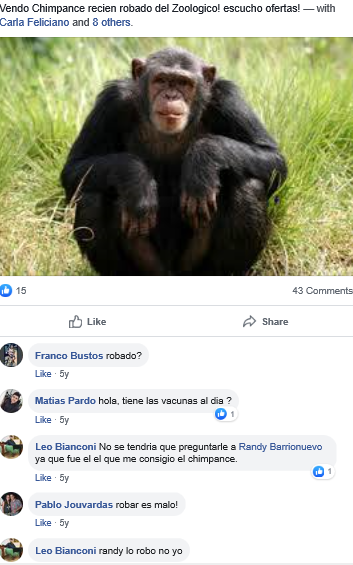 Vendo Chimpance recien robado del Zoologico! escucho ofertas! — with
Carla Feliciano and 8 others.
15
43 Comments
Like
Share
Franco Bustos robado?
Like · 5y
Matias Pardo hola, tiene las vacunas al dia ?
1
Like · 5y
Leo Bianconi No se tendria que preguntarle a Randy Barrionuevo
ya que fue el el que me consigio el chimpance.
1
Like · 5y
Pablo Jouvardas robar es malo!
Like · 5y
Leo Bianconi randy lo robo no yo